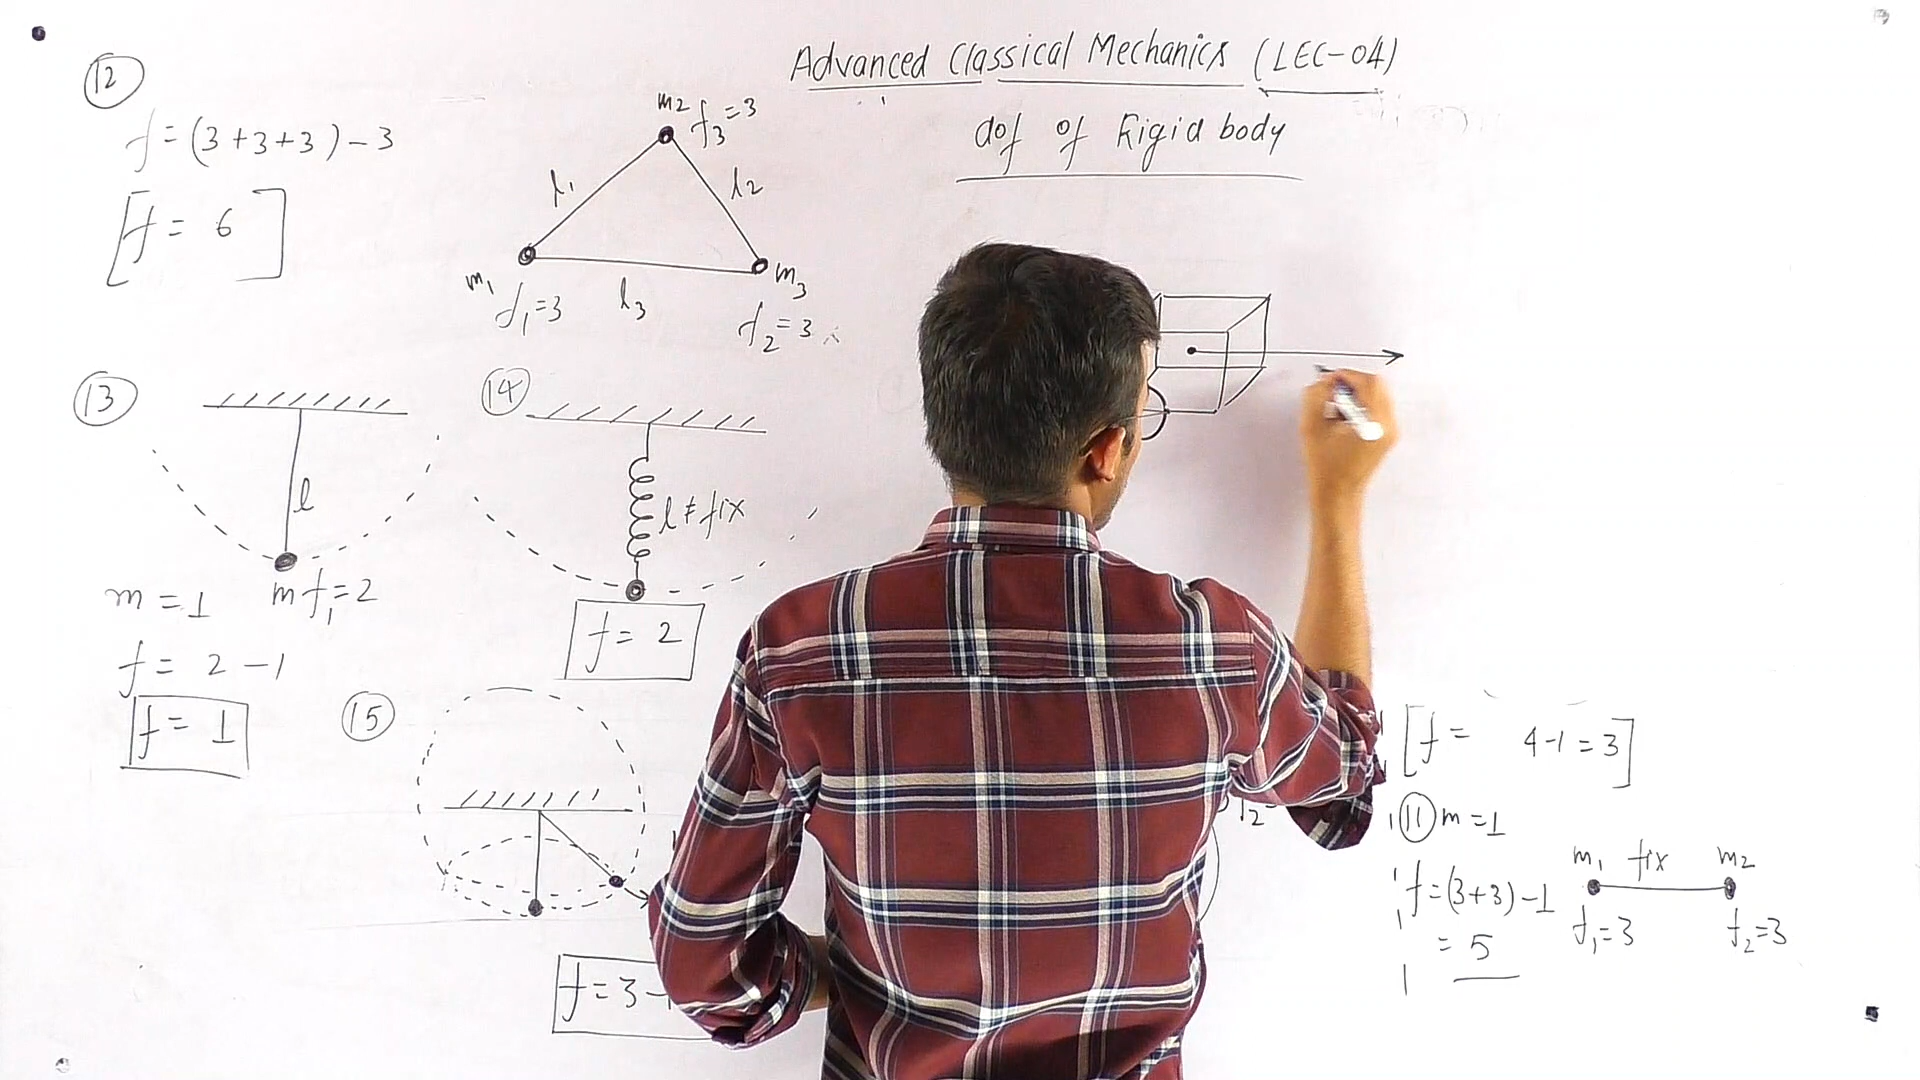 Advanced Classical Mechanics (LEC-04)
dof of Rigid body
12
f = (3+3+3) - 3
[f = 6]
m2 f3 = 3
l1
l2
m1
f1 = 3
l3
m3
f2 = 3
13
l
m f1 = 2
m = 1
f = 2 - 1
f = 1
14
l ≠ fix
f = 2
15
f = 3 -
[f = 4-1 = 3]
11 m = 1
f = (3+3) - 1
= 5
m1 fix m2
f1 = 3 f2 = 3